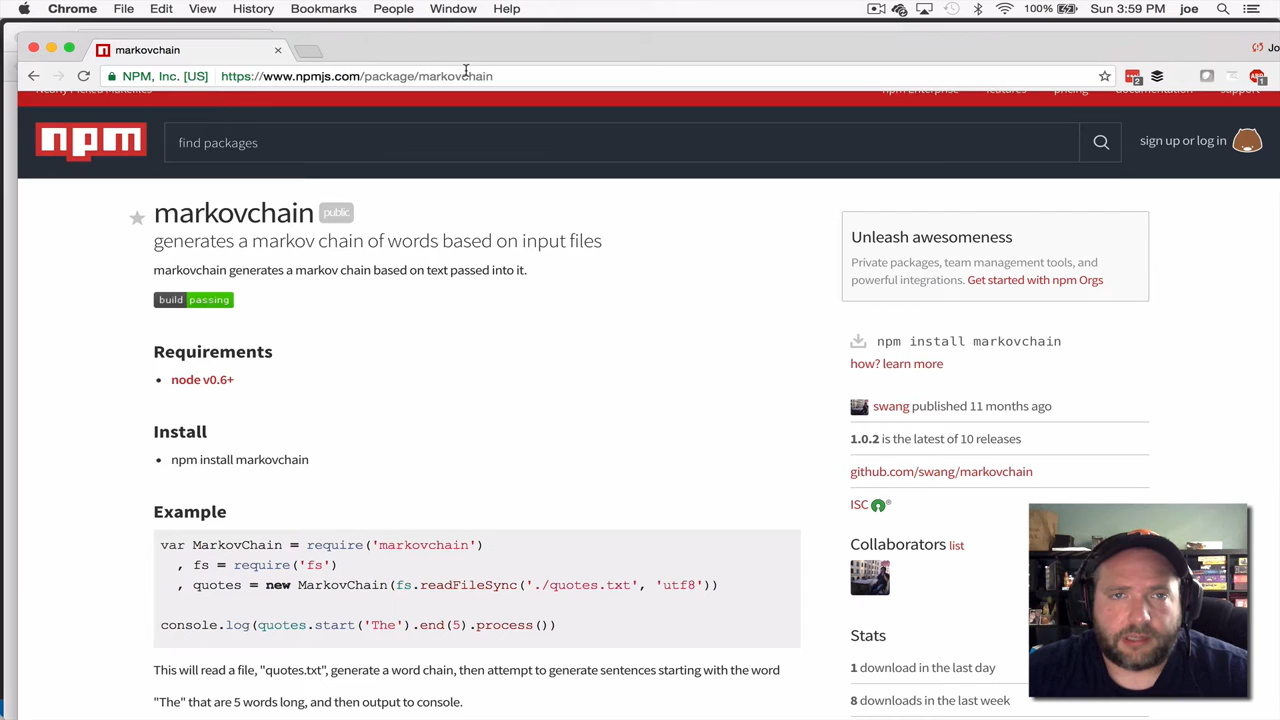 Chrome File Edit View History Bookmarks People Window Help 100% Sun 3:59 PM joe
markovchain
NPM, Inc. [US] https://www.npmjs.com/package/markovchain
npm Enterprise features pricing documentation support
npm find packages sign up or log in
markovchain public
generates a markov chain of words based on input files
markovchain generates a markov chain based on text passed into it.
build passing
Requirements
• node v0.6+
Install
• npm install markovchain
Example
var MarkovChain = require('markovchain')
, fs = require('fs')
, quotes = new MarkovChain(fs.readFileSync('./quotes.txt', 'utf8'))
console.log(quotes.start('The').end(5).process())
This will read a file, "quotes.txt", generate a word chain, then attempt to generate sentences starting with the word
"The" that are 5 words long, and then output to console.
Unleash awesomeness
Private packages, team management tools, and
powerful integrations. Get started with npm Orgs
npm install markovchain
how? learn more
swang published 11 months ago
1.0.2 is the latest of 10 releases
github.com/swang/markovchain
ISC
Collaborators list
Stats
1 download in the last day
8 downloads in the last week